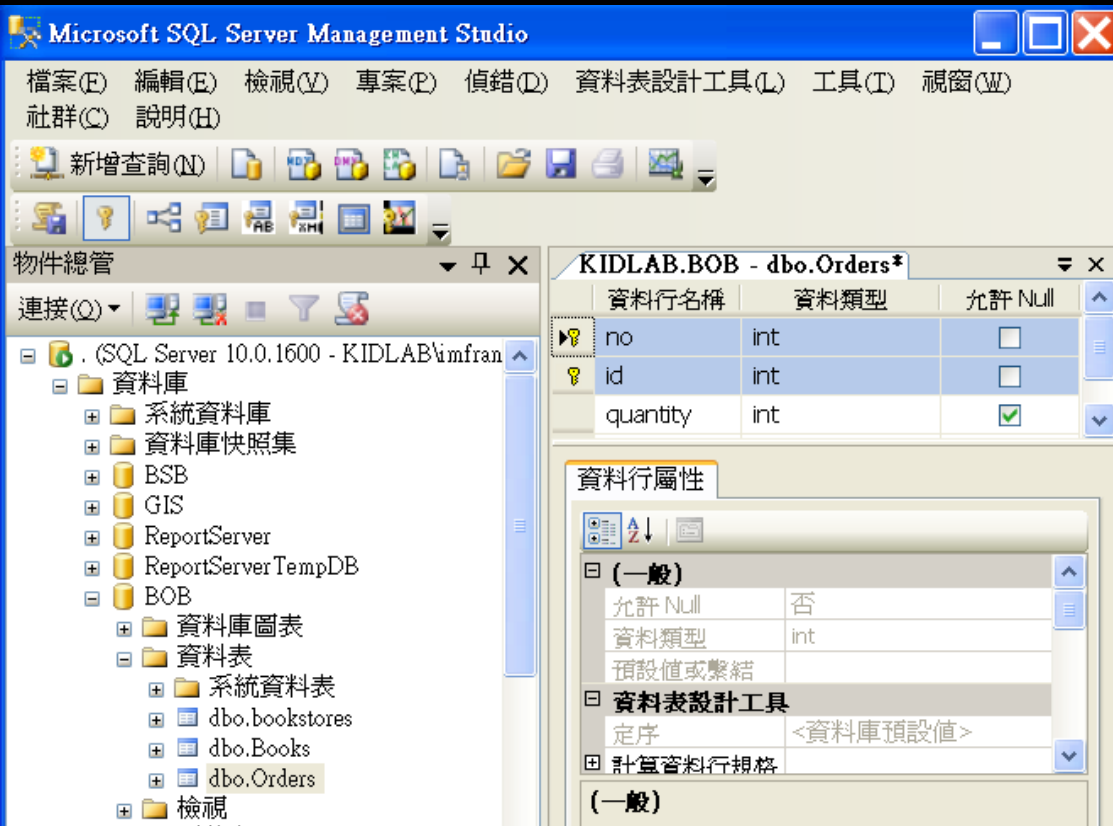 Microsoft SQL Server Management Studio
檔案(F) 編輯(E) 檢視(V) 專案(P) 偵錯(D) 資料表設計工具(L) 工具(T) 視窗(W)
社群(C) 說明(H)
新增查詢(N)
物件總管
連接(O)
. (SQL Server 10.0.1600 - KIDLAB\imfran
資料庫
系統資料庫
資料庫快照集
BSB
GIS
ReportServer
ReportServerTempDB
BOB
資料庫圖表
資料表
系統資料表
dbo.bookstores
dbo.Books
dbo.Orders
檢視
KIDLAB.BOB - dbo.Orders*
資料行名稱 資料類型 允許 Null
no int
id int
quantity int
資料行屬性
(一般)
允許 Null 否
資料類型 int
預設值或繫結
資料表設計工具
定序 <資料庫預設值>
計算資料行規格
(一般)